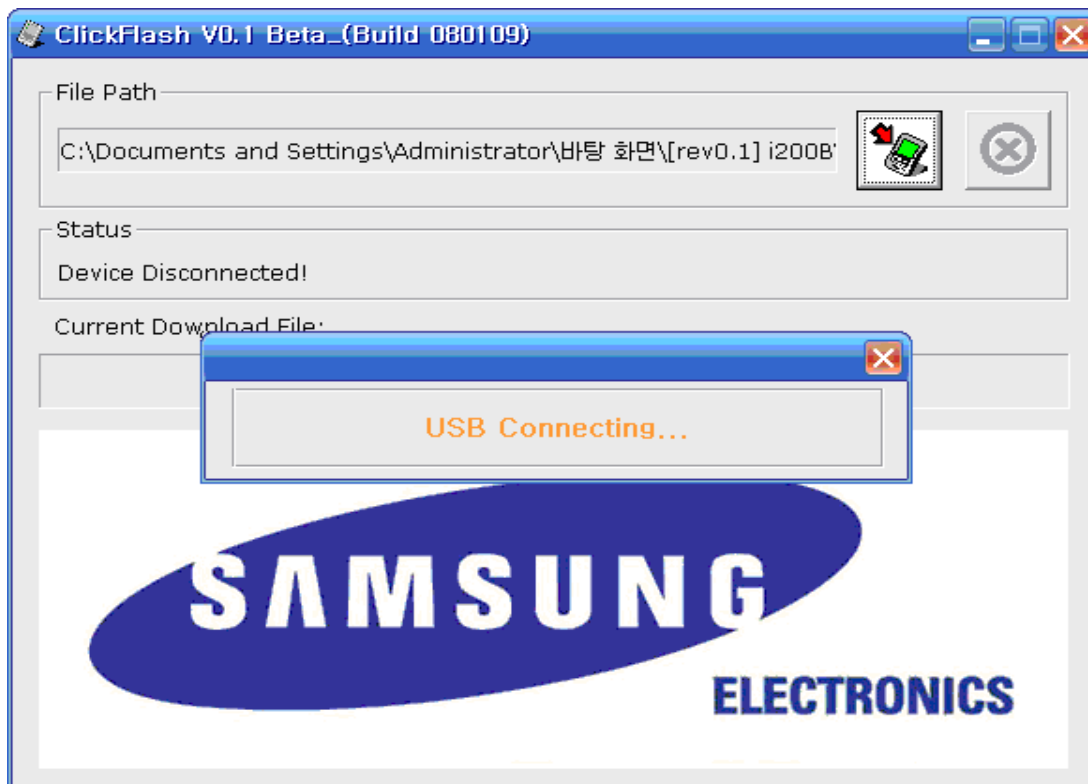 ClickFlash V0.1 Beta_(Build 080109)
File Path
C:\Documents and Settings\Administrator\바탕 화면\[rev0.1] i200B
Status
Device Disconnected!
Current Download File:
USB Connecting...
SAMSUNG
ELECTRONICS